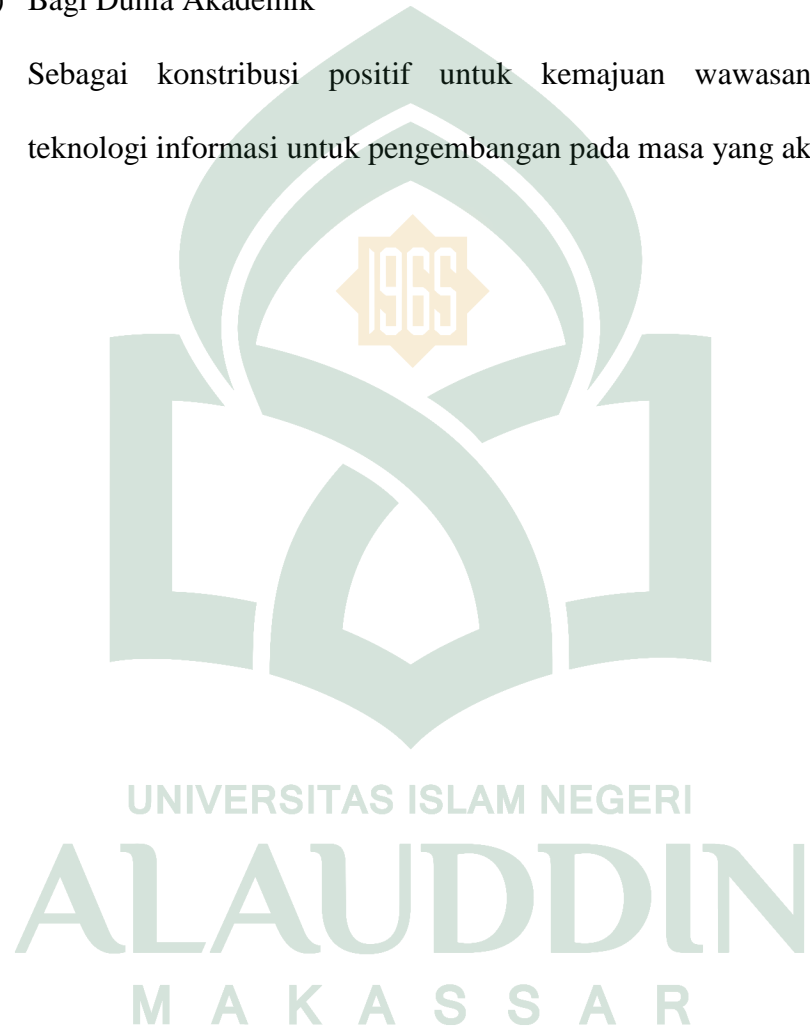 Bagi Dunia Akademik
Sebagai konstribusi positif untuk kemajuan wawasan
teknologi informasi untuk pengembangan pada masa yang ak
1965
UNIVERSITAS ISLAM NEGERI
ALAUDDIN
MAKASSAR